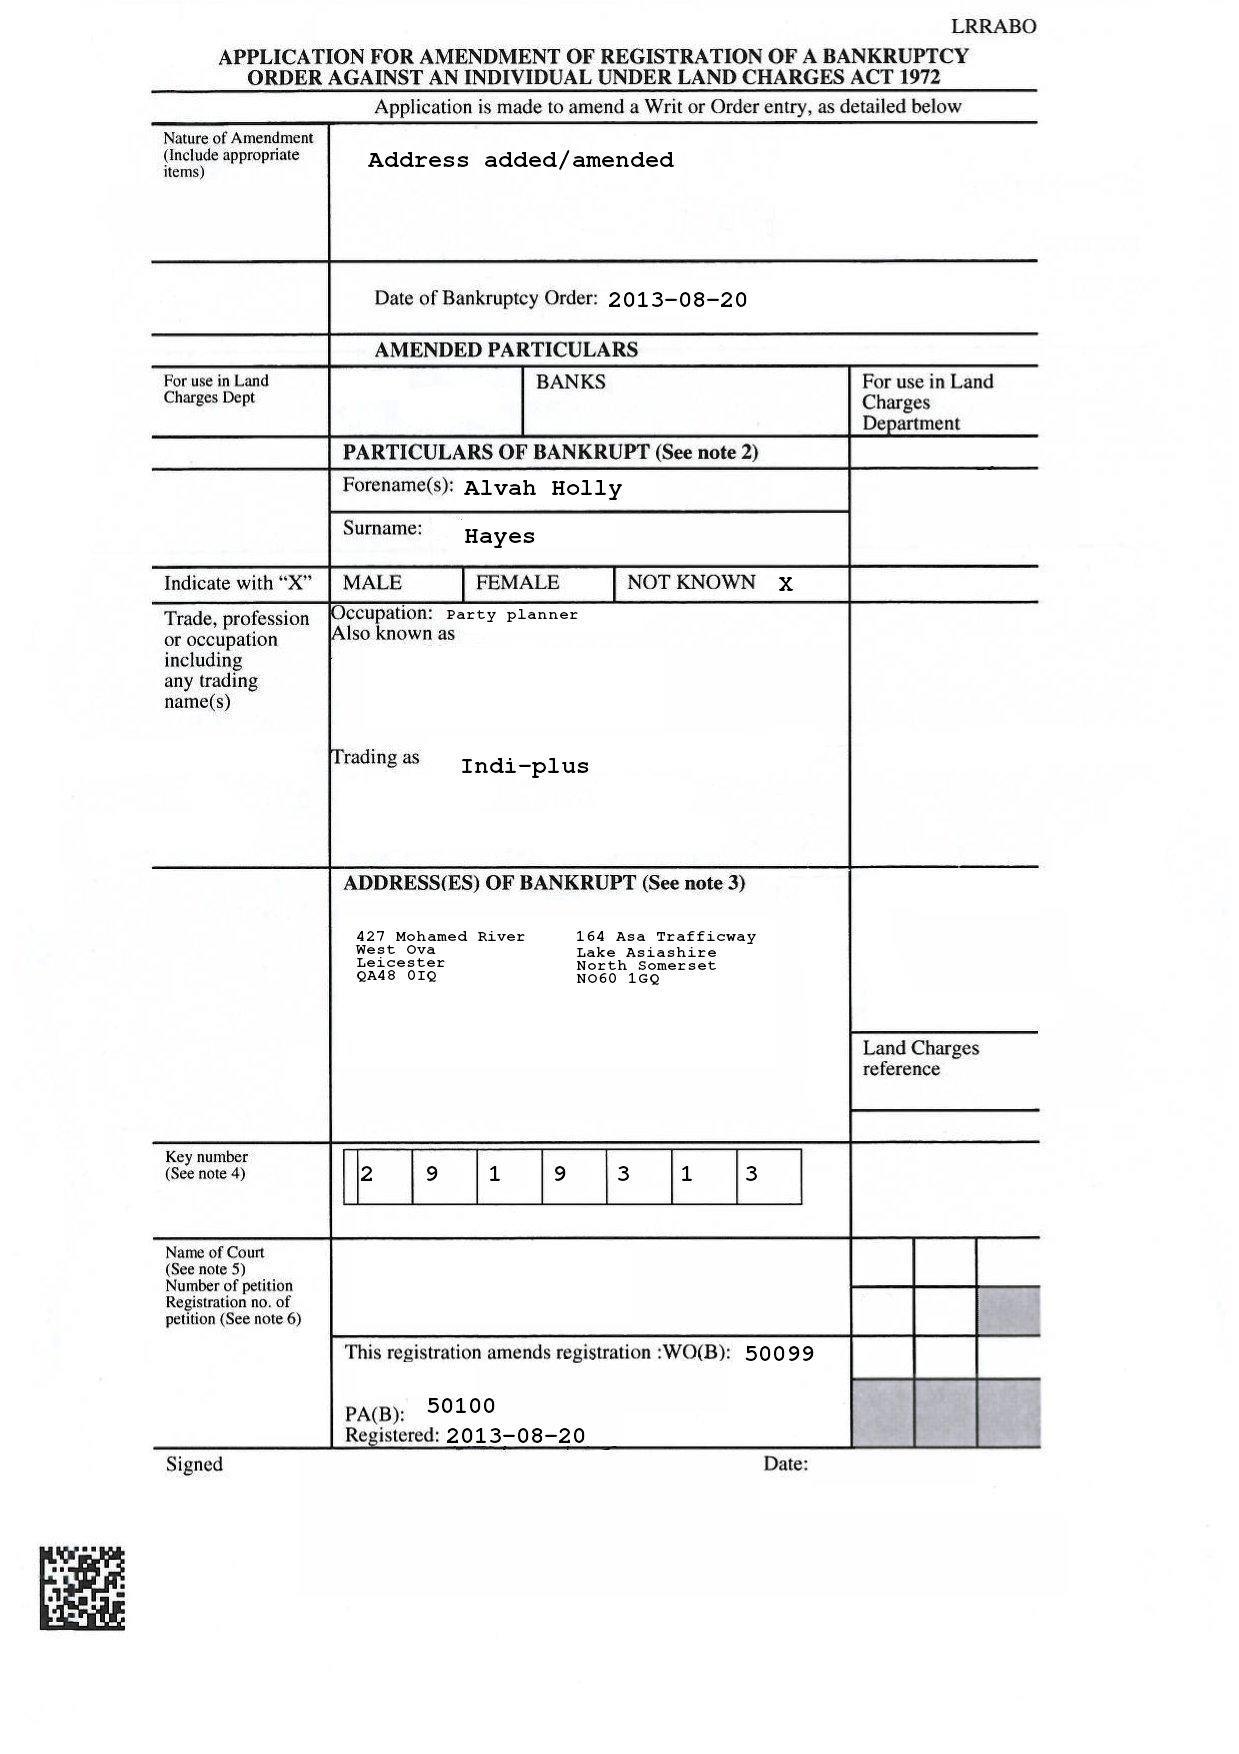 LRRABO
APPLICATION FOR AMENDMENT OF REGISTRATION OF A BANKRUPTCY
ORDER AGAINST AN INDIVIDUAL UNDER LAND CHARGES ACT 1972
Application is made to amend a Writ or Order entry, as detailed below
Nature of Amendment
(Include appropriate
items)
Address added/amended
Date of Bankruptcy Order: 2013-08-20
AMENDED PARTICULARS
For use in Land
Charges Dept
BANKS
For use in Land
Charges
Department
PARTICULARS OF BANKRUPT (See note 2)
Forename(s): Alvah Holly
Surname: Hayes
Indicate with “X” MALE FEMALE NOT KNOWN X
Trade, profession
or occupation
including
any trading
name(s)
Occupation: Party planner
Also known as
Trading as Indi-plus
ADDRESS(ES) OF BANKRUPT (See note 3)
427 Mohamed River
West Ova
Leicester
QA48 0IQ
164 Asa Trafficway
Lake Asiashire
North Somerset
NO60 1GQ
Land Charges
reference
Key number
(See note 4)
2 9 1 9 3 1 3
Name of Court
(See note 5)
Number of petition
Registration no. of
petition (See note 6)
This registration amends registration :WO(B): 50099
PA(B): 50100
Registered: 2013-08-20
Signed Date: